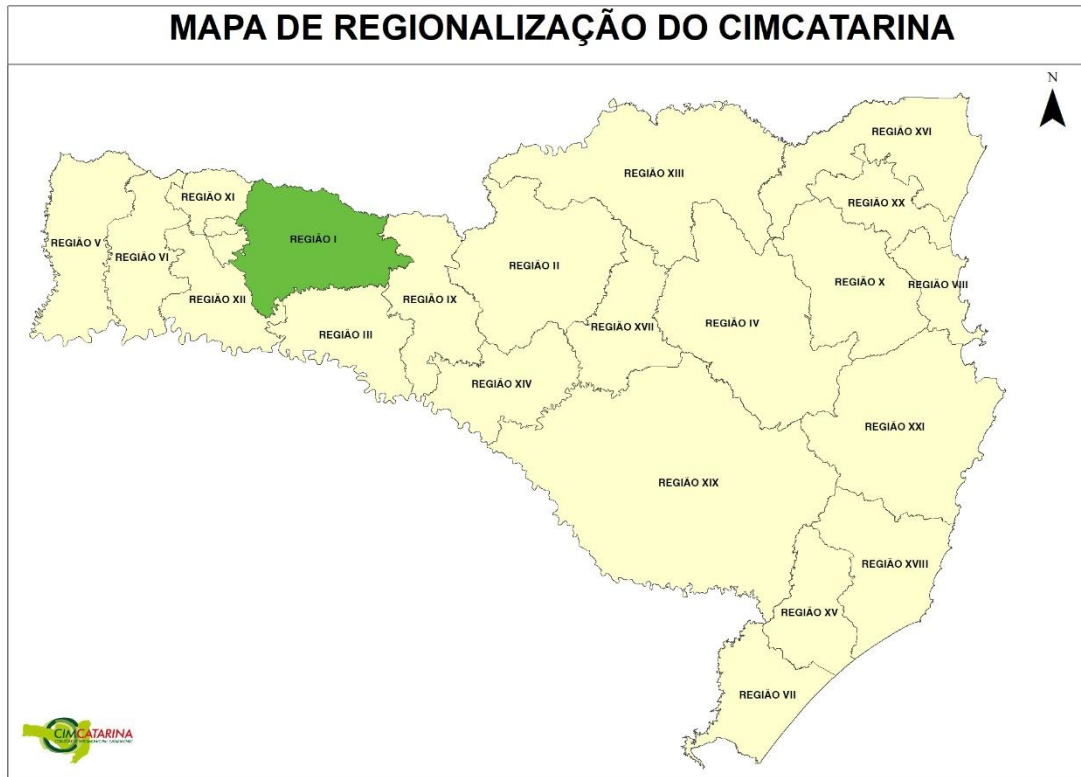 MAPA DE REGIONALIZAÇÃO DO CIMCATARINA
N
REGIÃO XVI
REGIÃO XIII
REGIÃO XI
REGIÃO XX
REGIÃO I
REGIÃO V
REGIÃO VI
REGIÃO II
REGIÃO X
REGIÃO VIII
REGIÃO XII
REGIÃO IX
REGIÃO III
REGIÃO XVII
REGIÃO IV
REGIÃO XIV
REGIÃO XXI
REGIÃO XIX
REGIÃO XVIII
REGIÃO XV
REGIÃO VII
CIMCATARINA